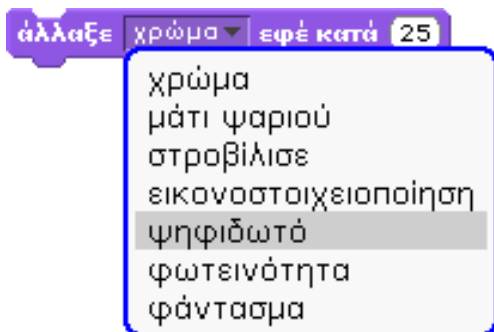 άλλαξε χρώμα εφέ κατά 25
χρώμα
μάτι ψαριού
στροβίλισε
εικονοστοιχειοποίηση
ψηφιδωτό
φωτεινότητα
φάντασμα